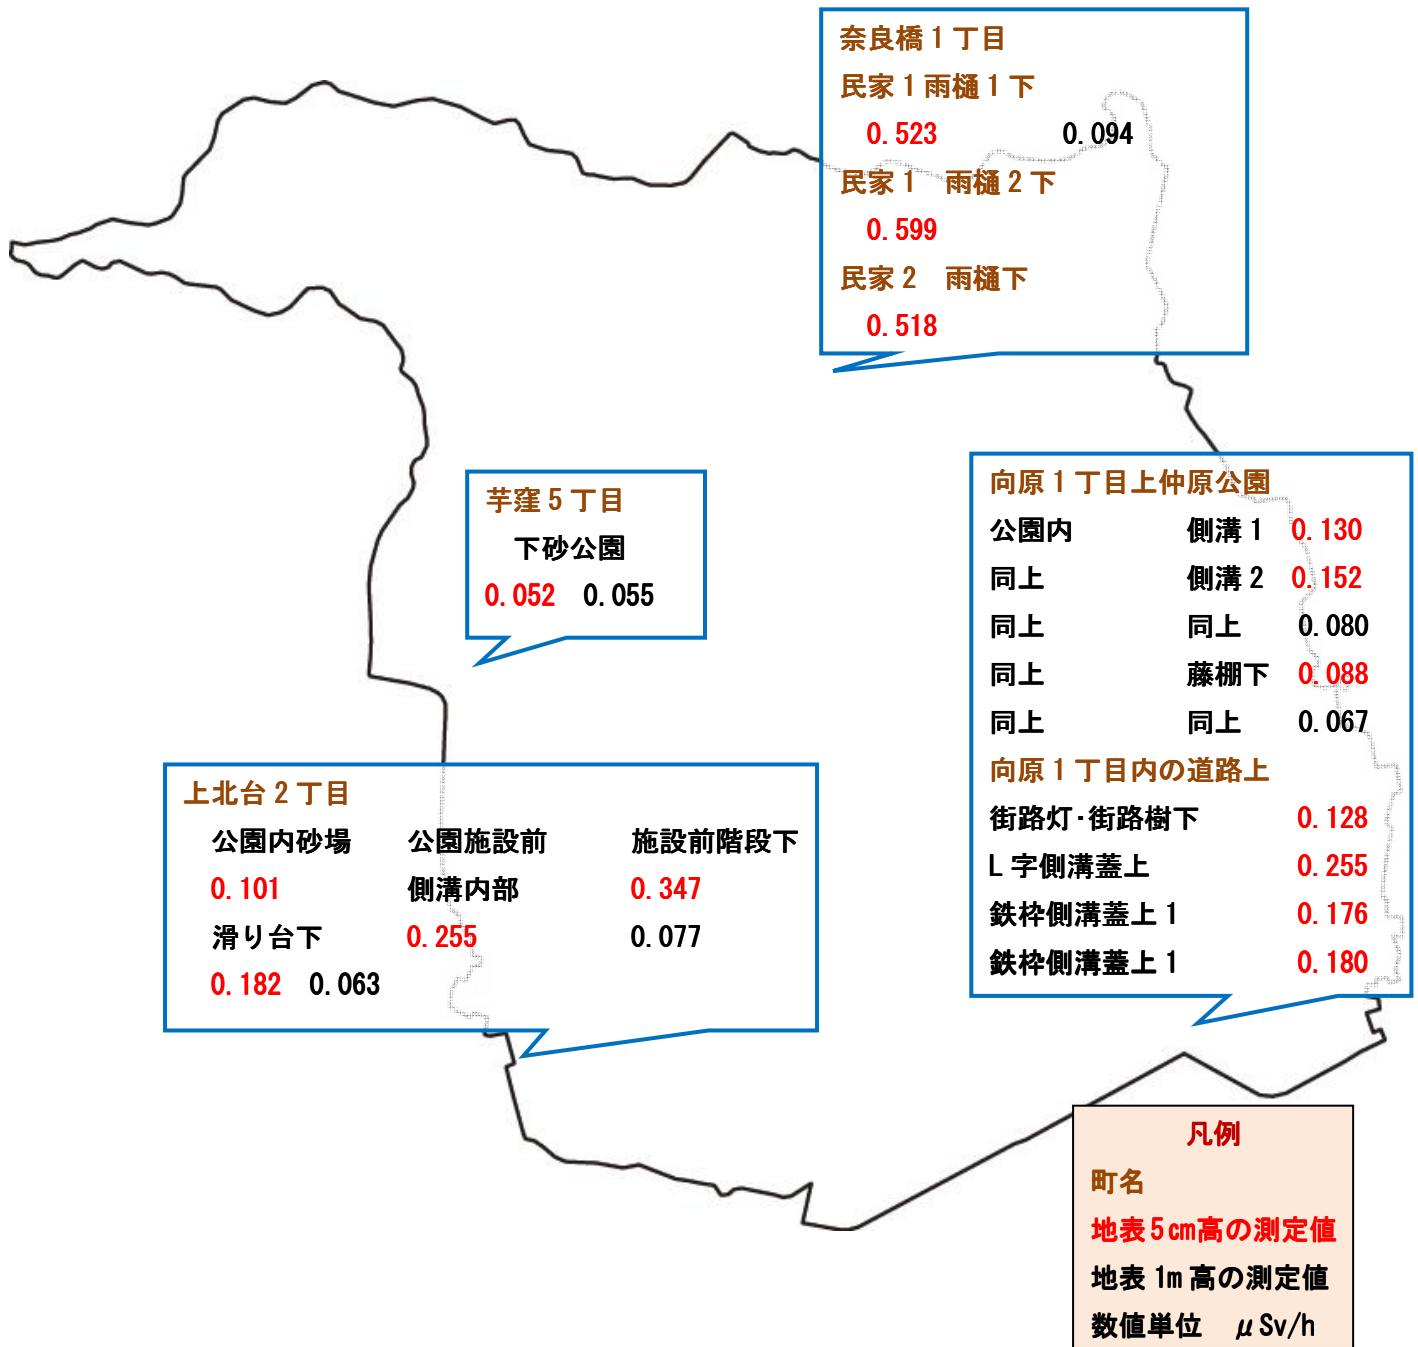 奈良橋1丁目
民家1雨樋1下
0.523 0.094
民家1 雨樋2下
0.599
民家2 雨樋下
0.518
芋窪5丁目
下砂公園
0.052 0.055
向原1丁目上仲原公園
公園内 側溝1 0.130
同上 側溝2 0.152
同上 同上 0.080
同上 藤棚下 0.088
同上 同上 0.067
向原1丁目内の道路上
街路灯・街路樹下 0.128
L字側溝蓋上 0.255
鉄枠側溝蓋上1 0.176
鉄枠側溝蓋上1 0.180
上北台2丁目
公園内砂場 公園施設前 施設前階段下
0.101 側溝内部 0.347
滑り台下 0.255 0.077
0.182 0.063
凡例
町名
地表5㎝高の測定値
地表1m高の測定値
数値単位 μSv/h